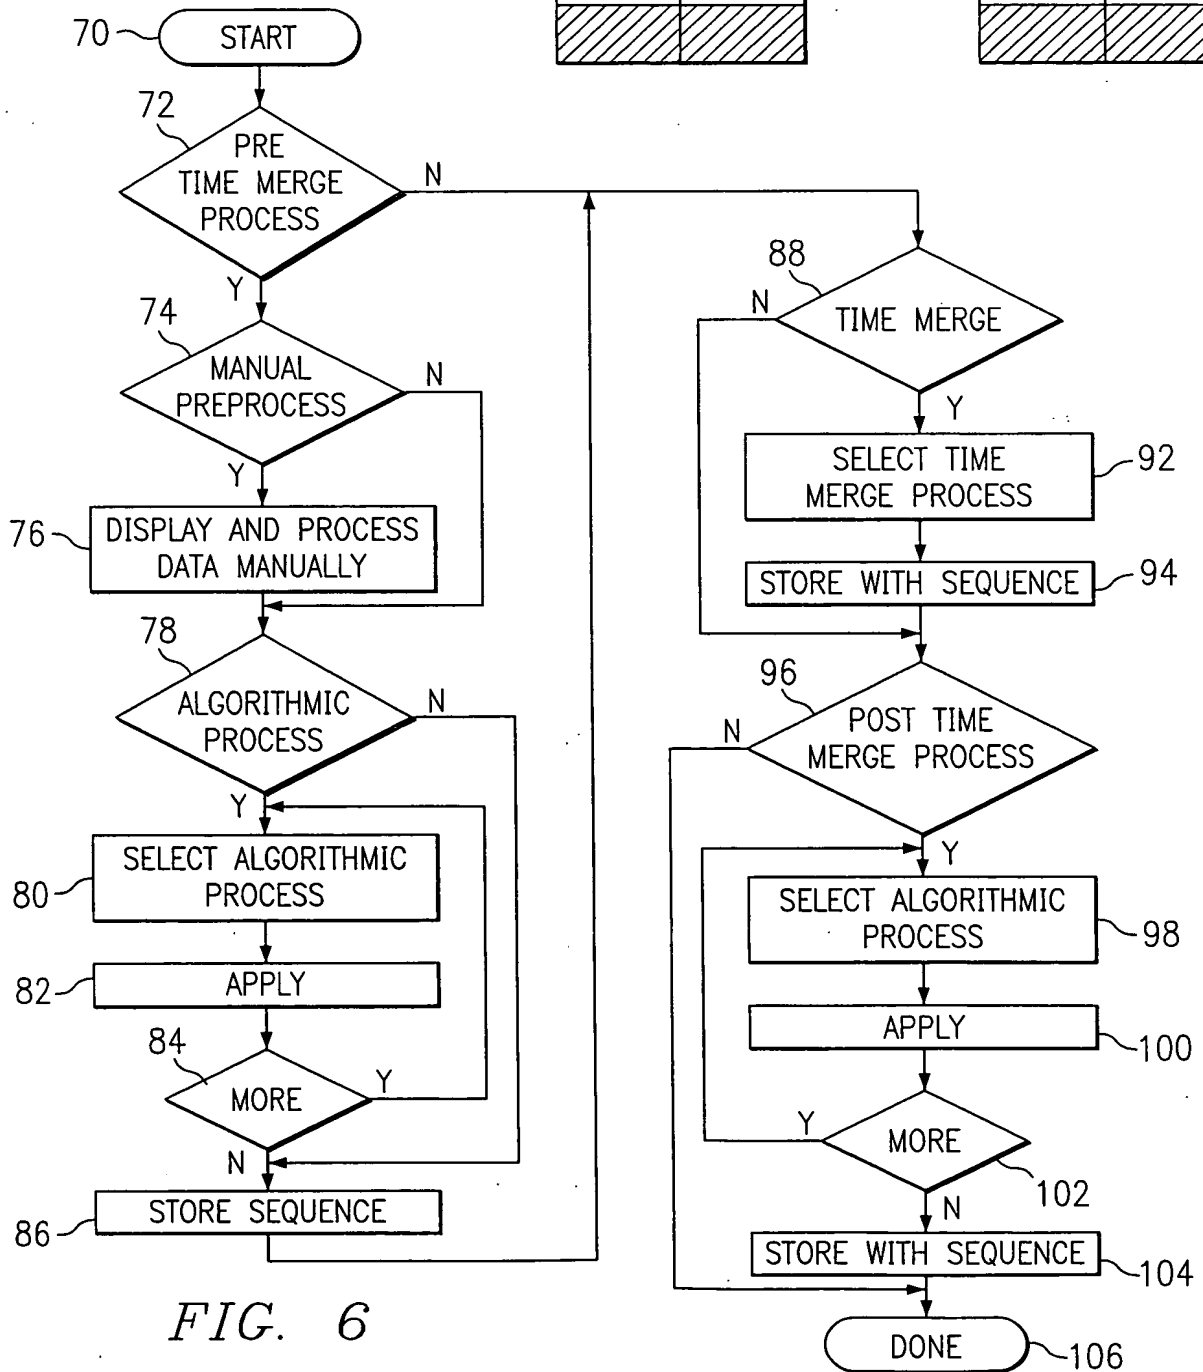 70
START
72
PRE
TIME MERGE
PROCESS
N
Y
74
MANUAL
PREPROCESS
N
Y
76
DISPLAY AND PROCESS
DATA MANUALLY
78
ALGORITHMIC
PROCESS
N
Y
80
SELECT ALGORITHMIC
PROCESS
82
APPLY
84
MORE
Y
N
86
STORE SEQUENCE
88
TIME MERGE
N
Y
SELECT TIME
MERGE PROCESS
92
STORE WITH SEQUENCE
94
96
POST TIME
MERGE PROCESS
N
Y
SELECT ALGORITHMIC
PROCESS
98
APPLY
100
MORE
Y
102
N
STORE WITH SEQUENCE
104
DONE
106
FIG. 6